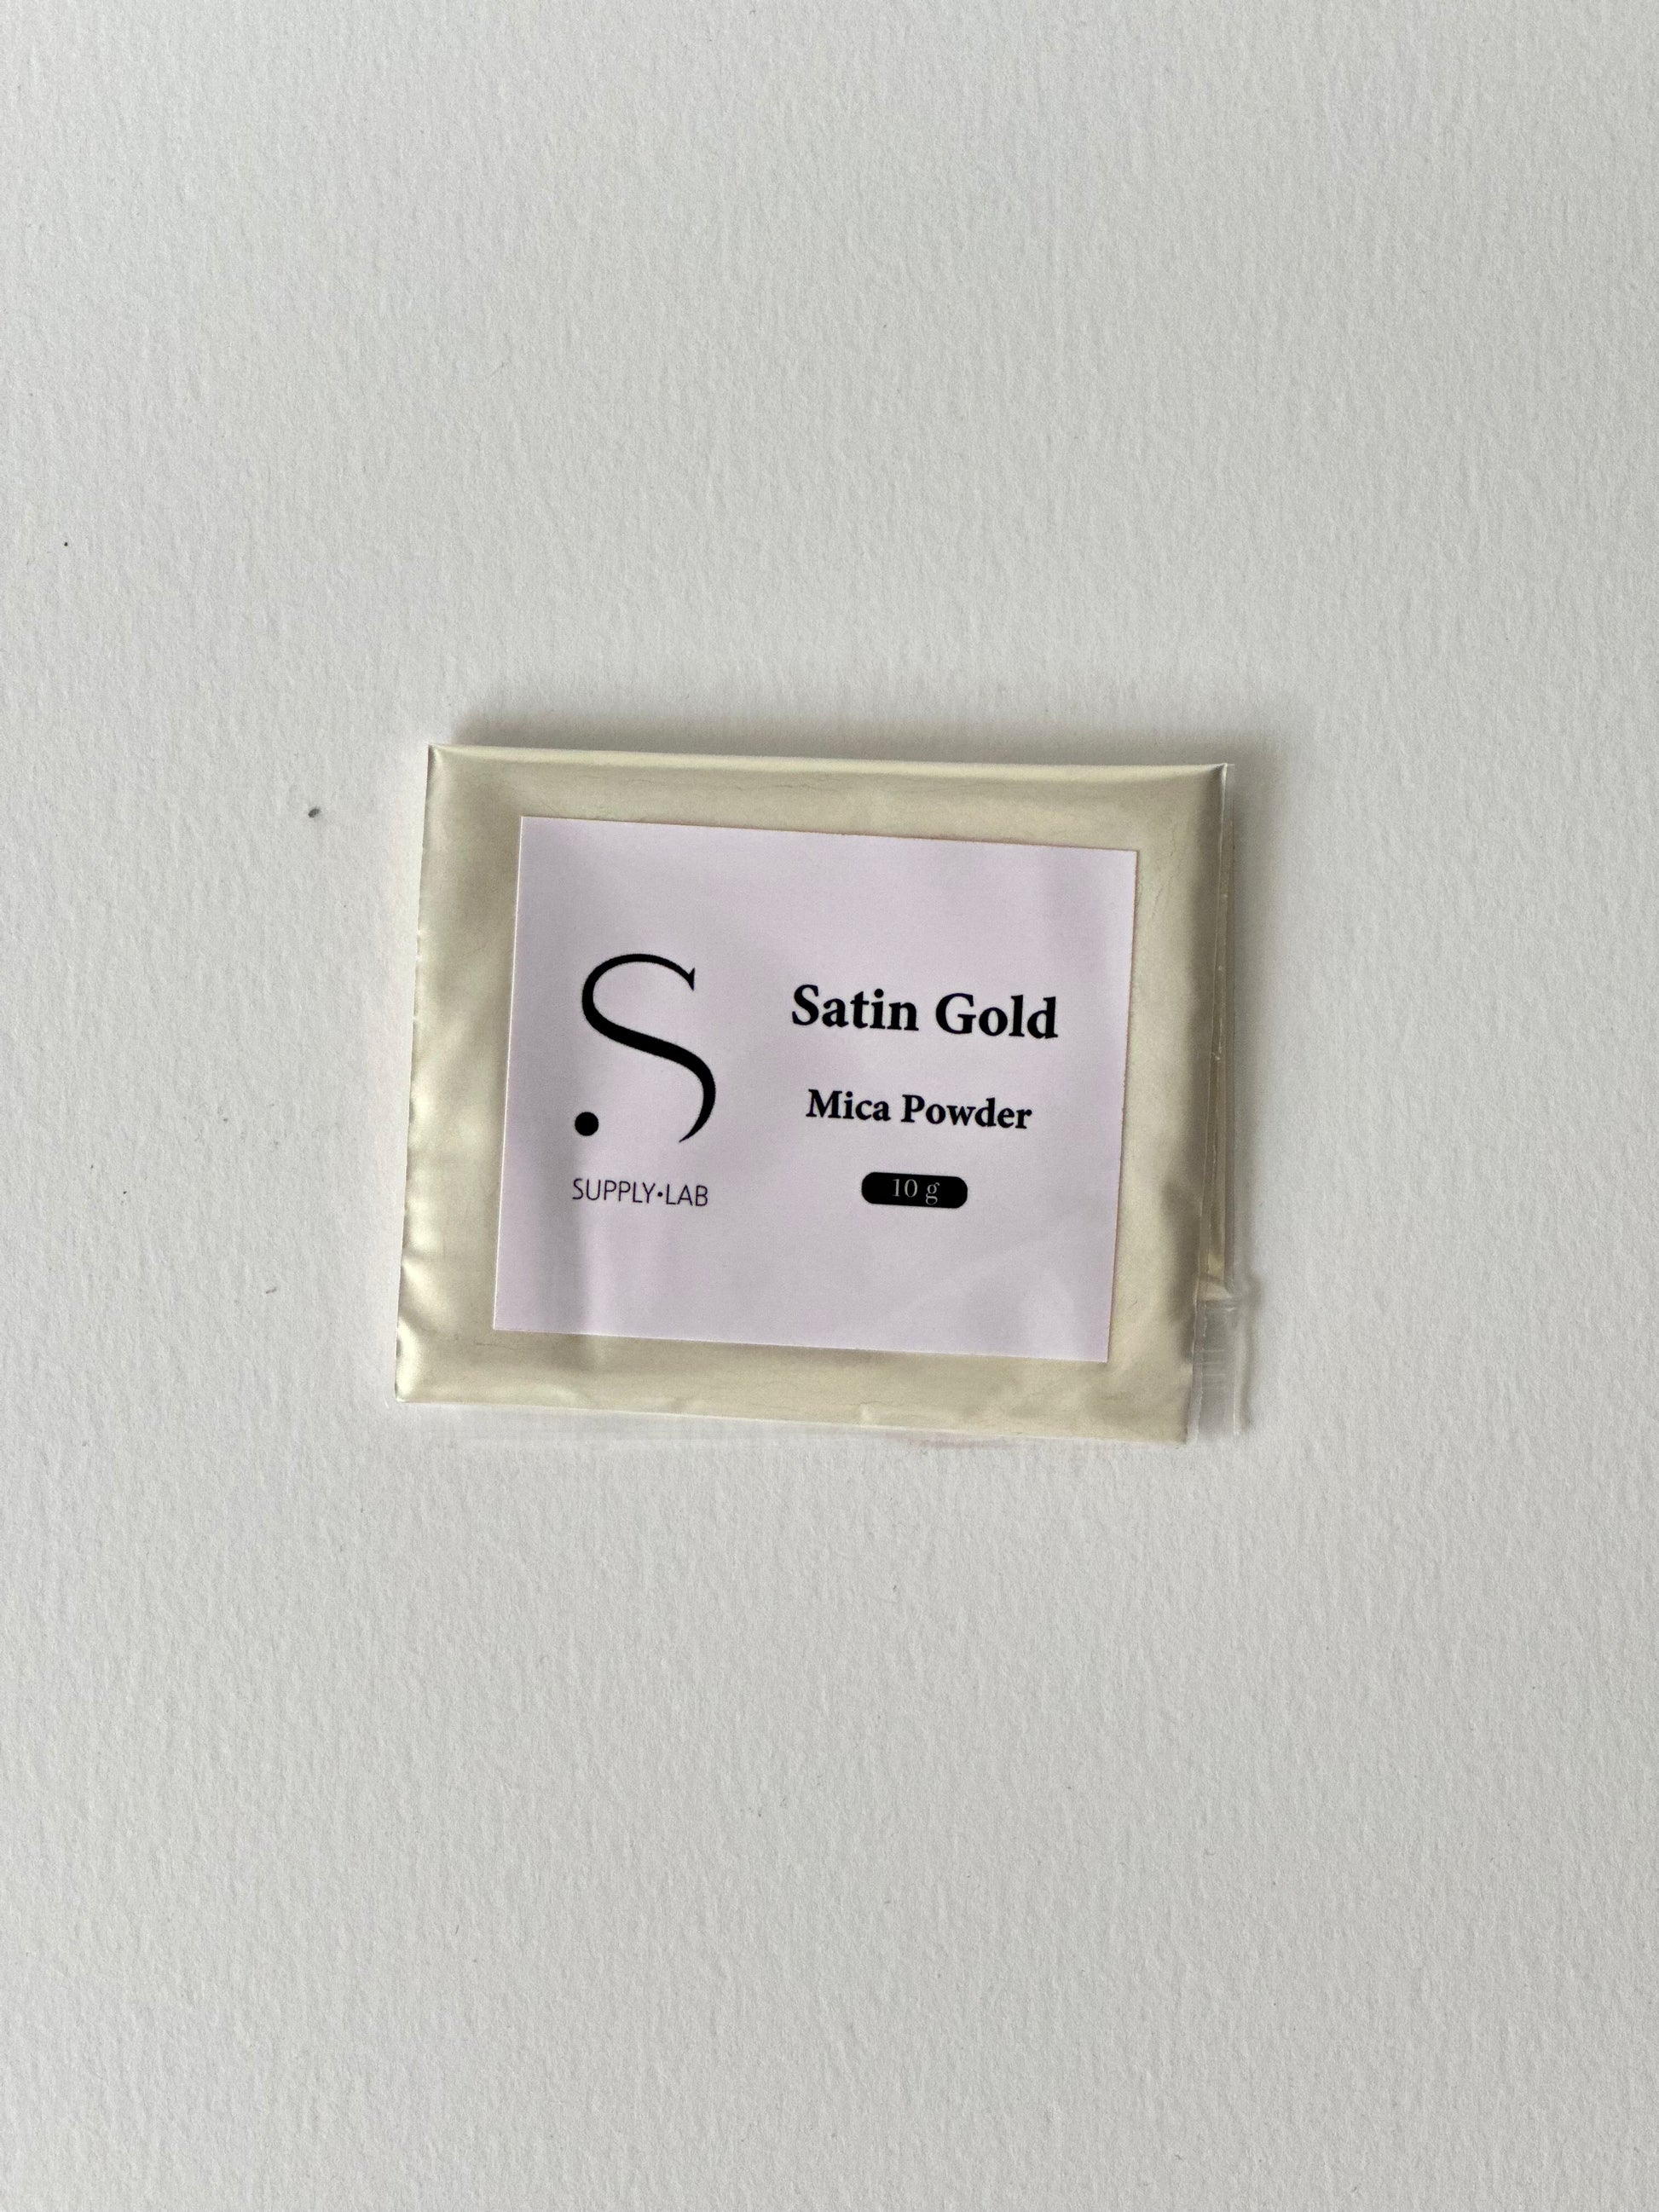 S
SUPPLY•LAB
Satin Gold
Mica Powder
10 g